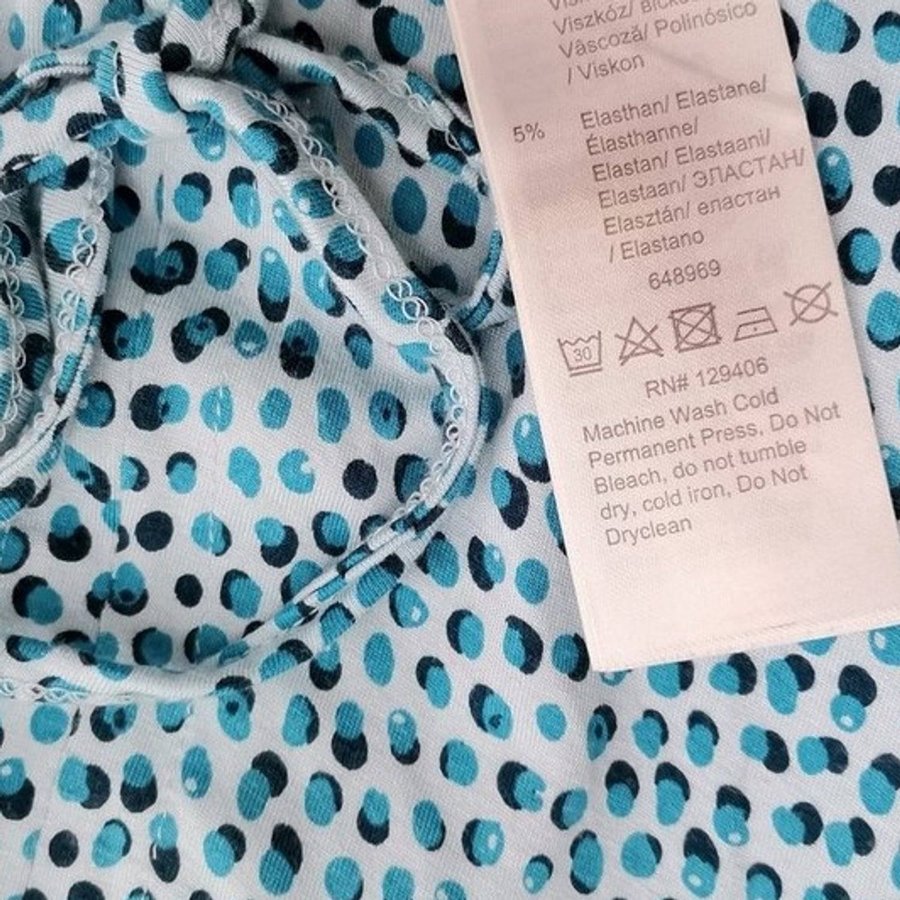 Viszkóz/
Vâscoză/ Polinósico
/ Viskon
5% Elasthan/ Elastane/
Élasthanne/
Elastan/ Elastaani/
Elastaan/ ЭЛАСТАН/
Elasztán/ еластан
/ Elastano
648969
30
RN# 129406
Machine Wash Cold
Permanent Press, Do Not
Bleach, do not tumble
dry, cold iron, Do Not
Dryclean